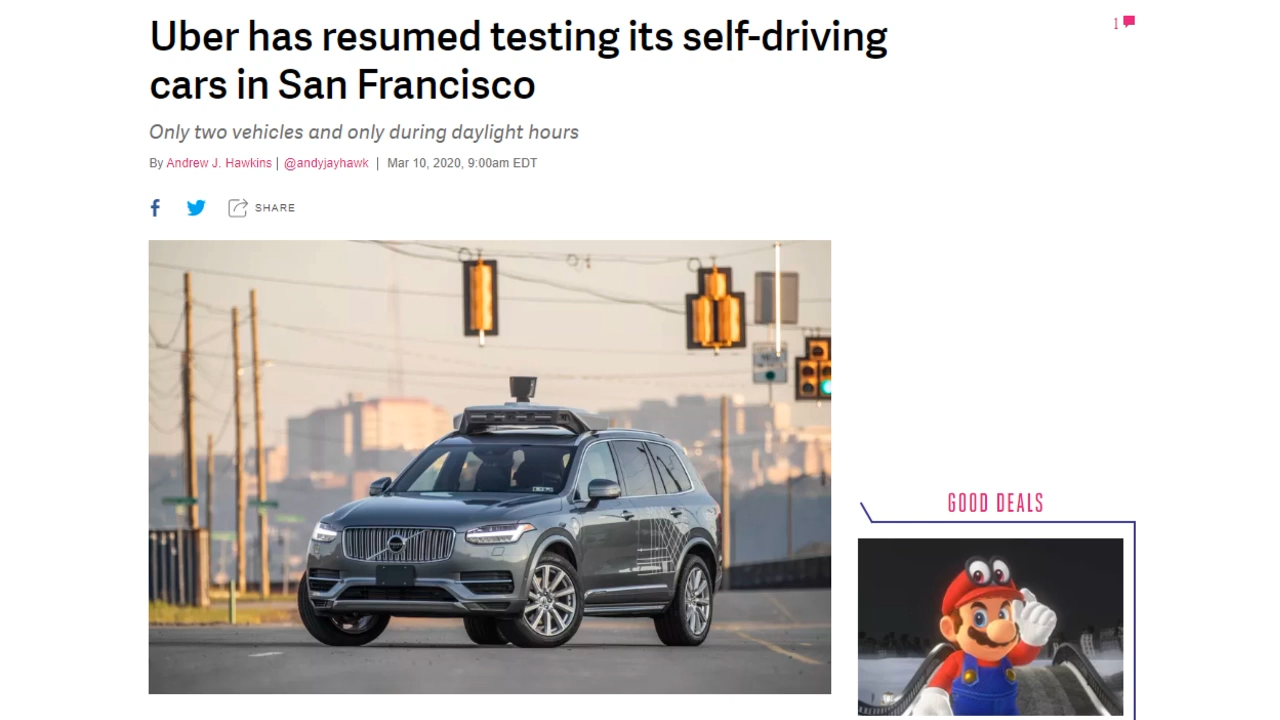 Uber has resumed testing its self-driving
cars in San Francisco
1
Only two vehicles and only during daylight hours
By Andrew J. Hawkins | @andyjayhawk | Mar 10, 2020, 9:00am EDT
SHARE
GOOD DEALS